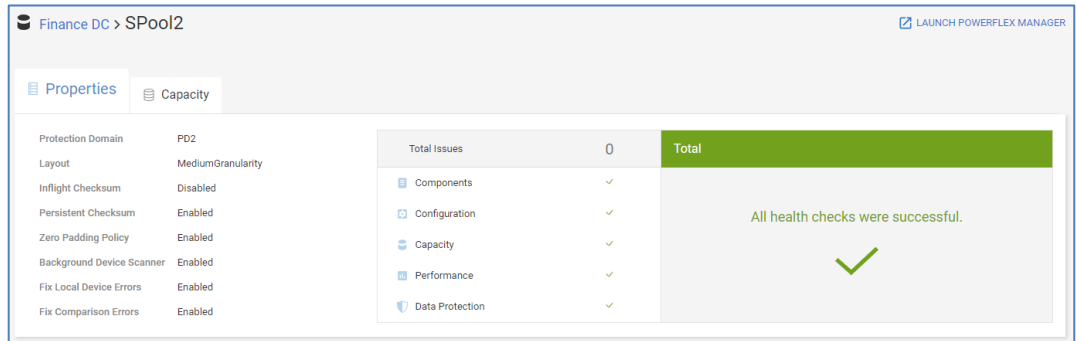 Finance DC > SPool2
LAUNCH POWERFLEX MANAGER
Properties
Capacity
Protection Domain PD2
Layout MediumGranularity
Inflight Checksum Disabled
Persistent Checksum Enabled
Zero Padding Policy Enabled
Background Device Scanner Enabled
Fix Local Device Errors Enabled
Fix Comparison Errors Enabled
Total Issues 0
Components
Configuration
Capacity
Performance
Data Protection
Total
All health checks were successful.